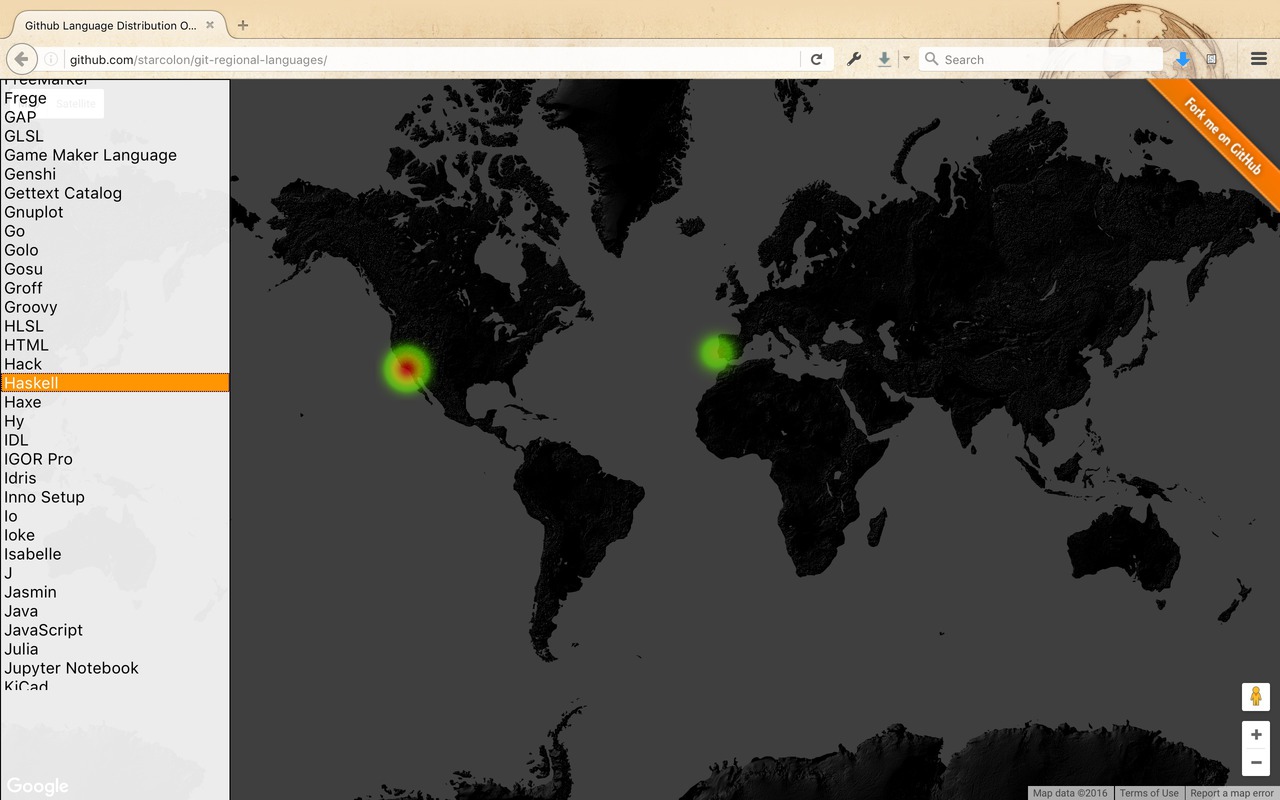 Github Language Distribution O...
github.com/starcolon/git-regional-languages/
Search
FreeMarker
Frege
Satellite
GAP
GLSL
Game Maker Language
Genshi
Gettext Catalog
Gnuplot
Go
Golo
Gosu
Groff
Groovy
HLSL
HTML
Hack
Haskell
Haxe
Hy
IDL
IGOR Pro
Idris
Inno Setup
Io
Ioke
Isabelle
J
Jasmin
Java
JavaScript
Julia
Jupyter Notebook
KiCad
Fork me on GitHub
Google
Map data ©2016
Terms of Use
Report a map error